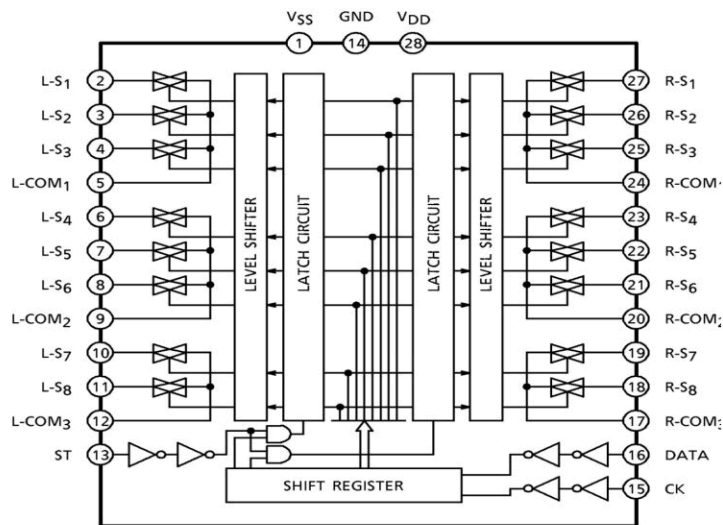 VSS GND VDD
1 14 28
L-S1 2 27 R-S1
L-S2 3 26 R-S2
L-S3 4 25 R-S3
L-COM1 5 24 R-COM1
L-S4 6 23 R-S4
L-S5 7 22 R-S5
L-S6 8 21 R-S6
L-COM2 9 20 R-COM2
L-S7 10 19 R-S7
L-S8 11 18 R-S8
L-COM3 12 17 R-COM3
ST 13 16 DATA
15 CK
LEVEL SHIFTER
LATCH CIRCUIT
LATCH CIRCUIT
LEVEL SHIFTER
SHIFT REGISTER